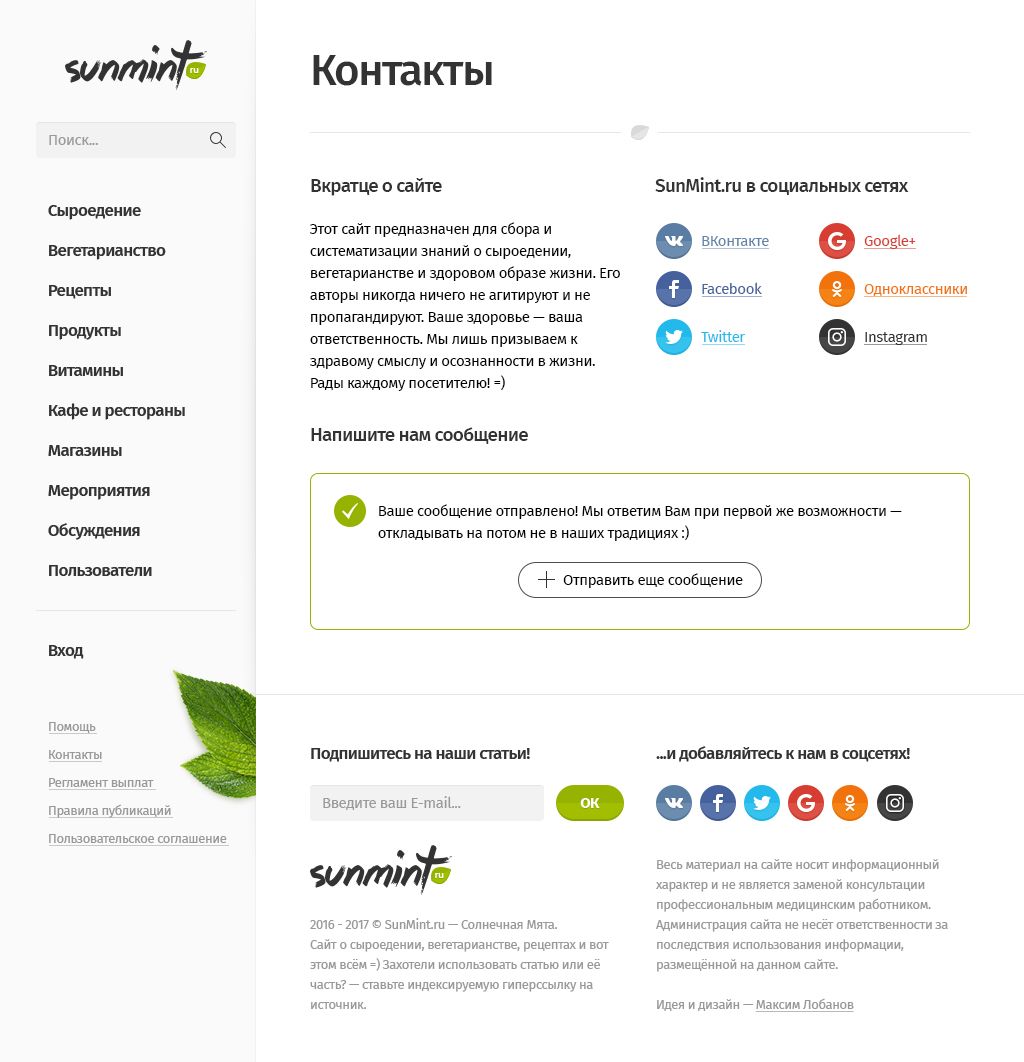 sunmint ru
Поиск...
Сыроедение
Вегетарианство
Рецепты
Продукты
Витамины
Кафе и рестораны
Магазины
Мероприятия
Обсуждения
Пользователи
Вход
Помощь
Контакты
Регламент выплат
Правила публикаций
Пользовательское соглашение
Контакты
Вкратце о сайте
Этот сайт предназначен для сбора и
систематизации знаний о сыроедении,
вегетарианстве и здоровом образе жизни. Его
авторы никогда ничего не агитируют и не
пропагандируют. Ваше здоровье — ваша
ответственность. Мы лишь призываем к
здравому смыслу и осознанности в жизни.
Рады каждому посетителю! =)
SunMint.ru в социальных сетях
ВКонтакте
Google+
Facebook
Одноклассники
Twitter
Instagram
Напишите нам сообщение
Ваше сообщение отправлено! Мы ответим Вам при первой же возможности —
откладывать на потом не в наших традициях :)
Отправить еще сообщение
Подпишитесь на наши статьи!
Введите ваш E-mail...
ОК
sunmint ru
2016 - 2017 © SunMint.ru — Солнечная Мята.
Сайт о сыроедении, вегетарианстве, рецептах и вот
этом всём =) Захотели использовать статью или её
часть? — ставьте индексируемую гиперссылку на
источник.
...и добавляйтесь к нам в соцсетях!
Весь материал на сайте носит информационный
характер и не является заменой консультации
профессиональным медицинским работником.
Администрация сайта не несёт ответственности за
последствия использования информации,
размещённой на данном сайте.
Идея и дизайн — Максим Лобанов